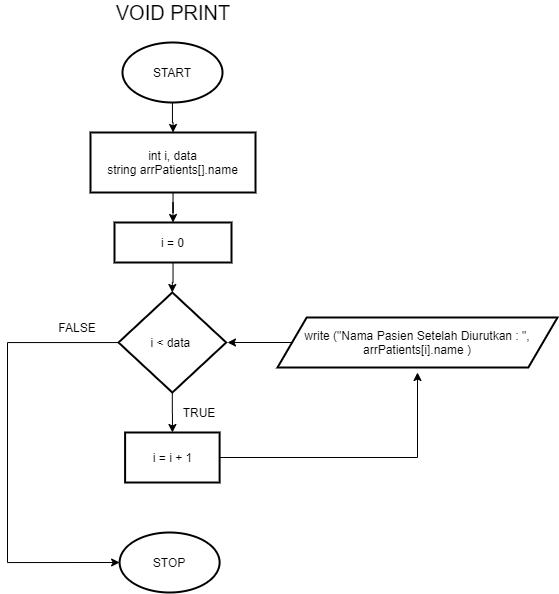 VOID PRINT
START
int i, data
string arrPatients[].name
i = 0
i < data
FALSE
TRUE
write ("Nama Pasien Setelah Diurutkan : ",
arrPatients[i].name )
i = i + 1
STOP